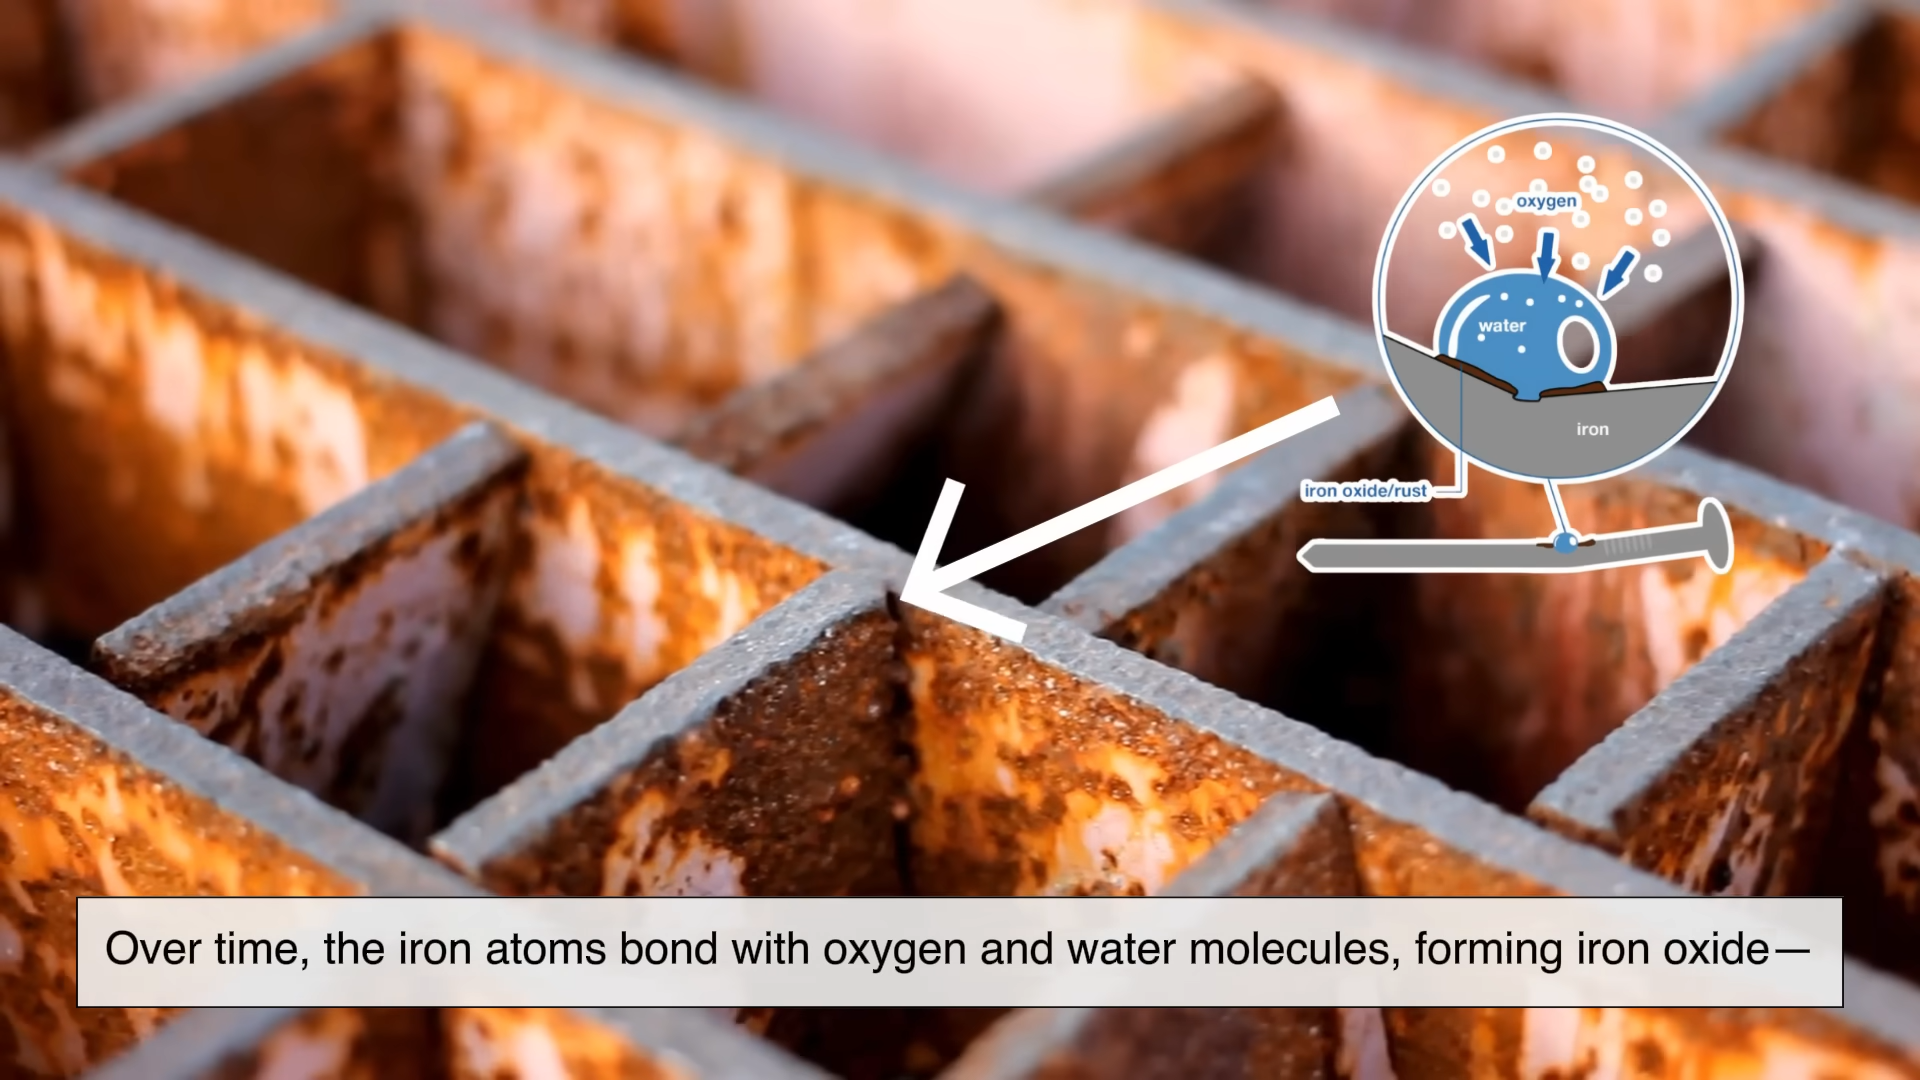 oxygen
water
iron
iron oxide/rust
Over time, the iron atoms bond with oxygen and water molecules, forming iron oxide—